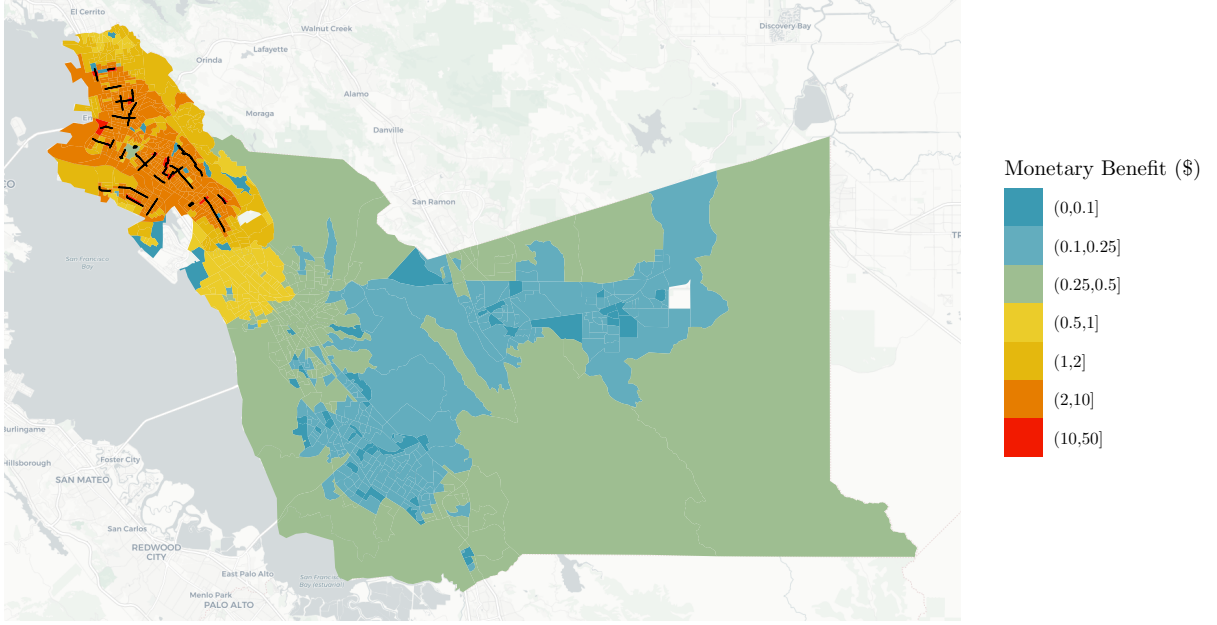 El Cerrito
Discovery Bay
Walnut Creek
Lafayette
Orinda
Alamo
Moraga
Danville
San Ramon
San Francisco
Bay
Burlingame
Foster City
Hillsborough
SAN MATEO
San Carlos
REDWOOD
CITY
East Palo Alto
San Francisco
Menlo Park
PALO ALTO
Monetary Benefit ($)
(0,0.1]
(0.1,0.25]
(0.25,0.5]
(0.5,1]
(1,2]
(2,10]
(10,50]